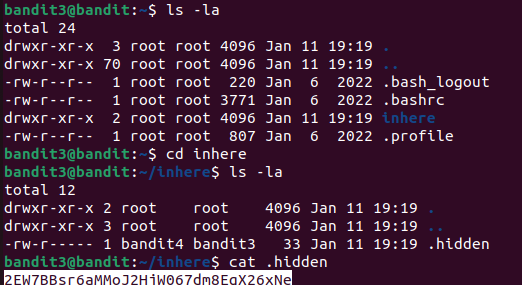 bandit3@bandit:~$ ls -la
total 24
drwxr-xr-x  3 root root 4096 Jan 11 19:19 .
drwxr-xr-x 70 root root 4096 Jan 11 19:19 ..
-rw-r--r--  1 root root  220 Jan  6  2022 .bash_logout
-rw-r--r--  1 root root 3771 Jan  6  2022 .bashrc
drwxr-xr-x  2 root root 4096 Jan 11 19:19 inhere
-rw-r--r--  1 root root  807 Jan  6  2022 .profile
bandit3@bandit:~$ cd inhere
bandit3@bandit:~/inhere$ ls -la
total 12
drwxr-xr-x 2 root    root    4096 Jan 11 19:19 .
drwxr-xr-x 3 root    root    4096 Jan 11 19:19 ..
-rw-r----- 1 bandit4 bandit3   33 Jan 11 19:19 .hidden
bandit3@bandit:~/inhere$ cat .hidden
2EW7BBsr6aMMoJ2HjW067dm8EgX26xNe